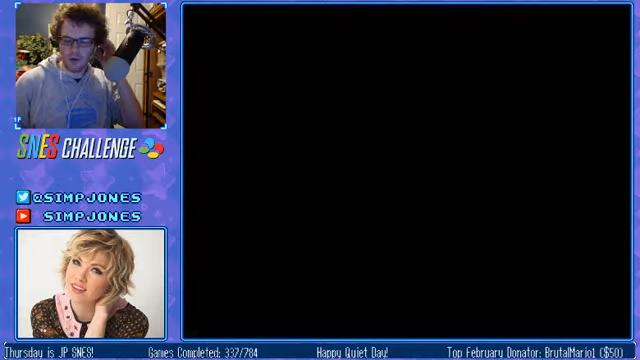 1P
SNES CHALLENGE
@SIMPJONES
SIMPJONES
Thursday is JP SNES! Games Completed: 337/784 Happy Quiet Day! Top February Donator: BrutalMario1 ($50)